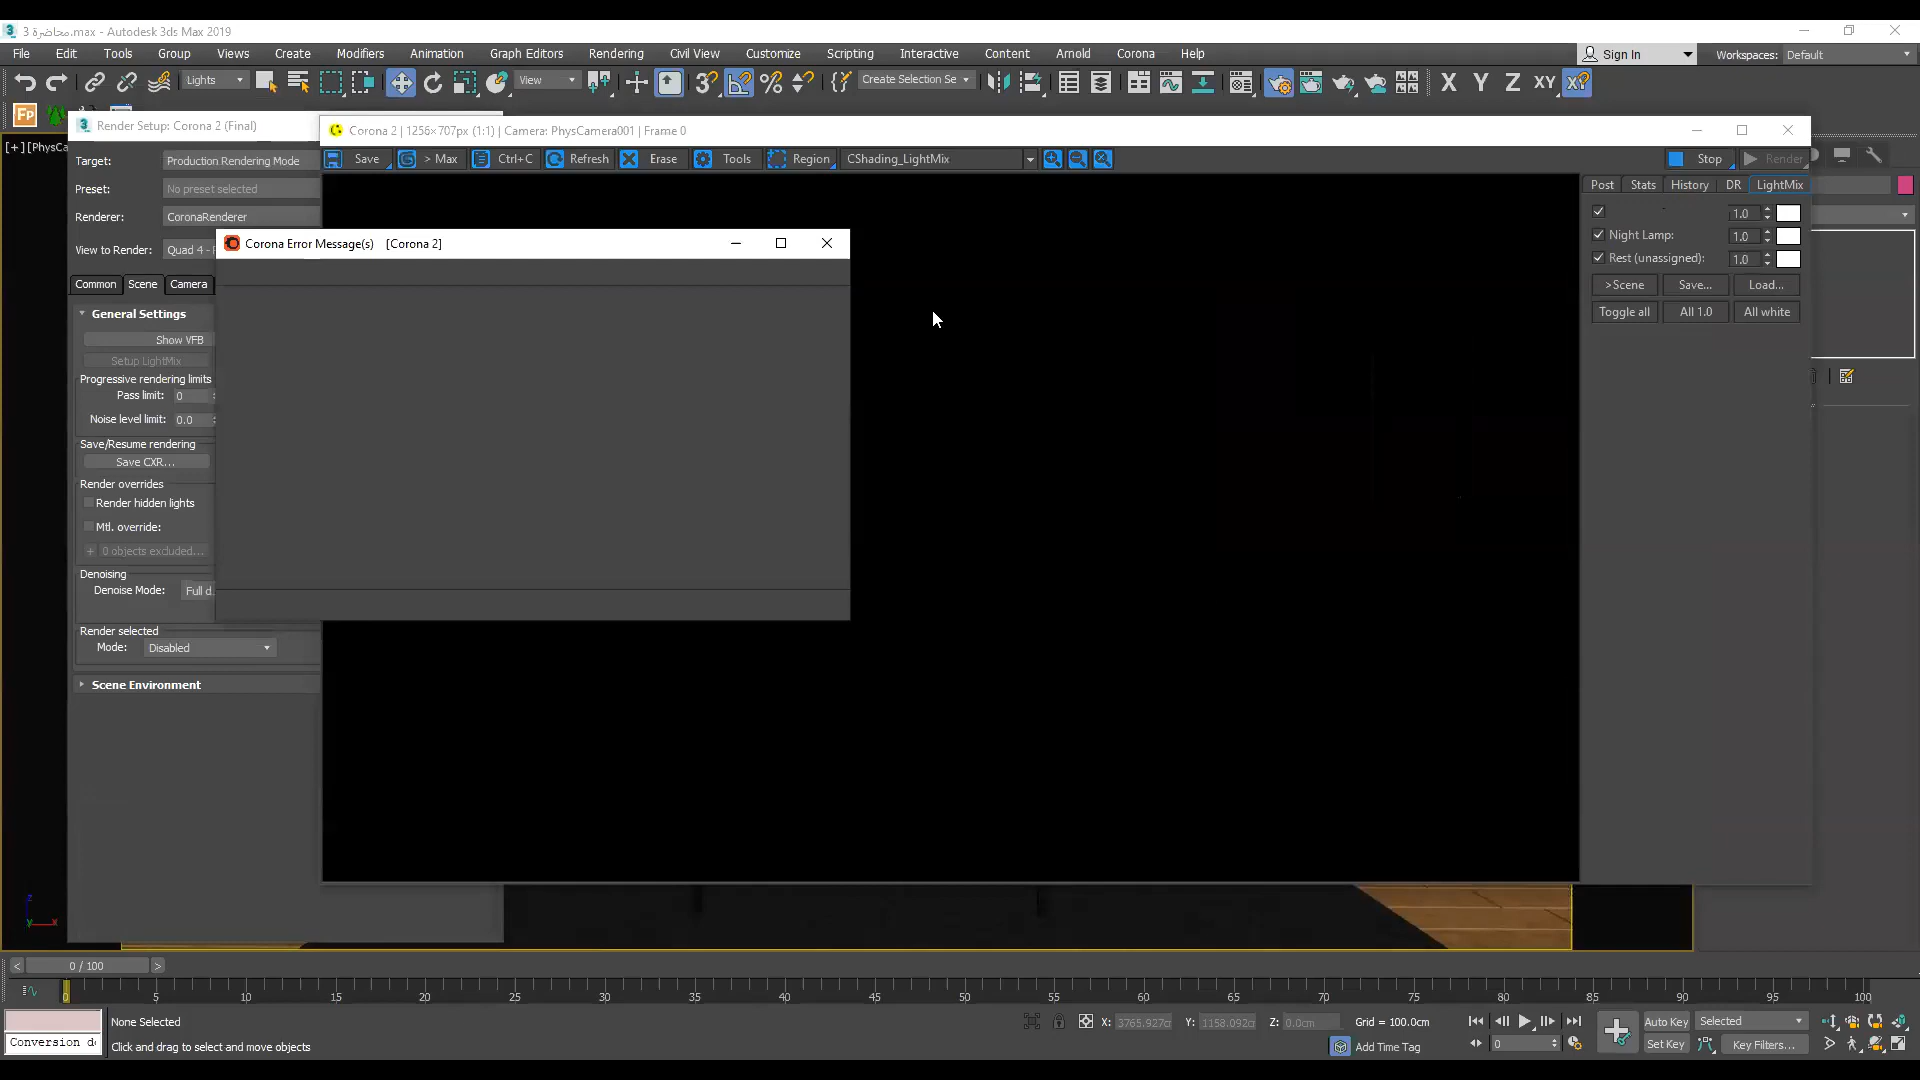 3 محاضرة.max - Autodesk 3ds Max 2019
File Edit Tools Group Views Create Modifiers Animation Graph Editors Rendering Civil View Customize Scripting Interactive Content Arnold Corona Help
Sign In
Workspaces: Default
Lights
View
Create Selection Se
X Y Z XY
Fp
[+] [PhysCa
Render Setup: Corona 2 (Final)
Target: Production Rendering Mode
Preset: No preset selected
Renderer: CoronaRenderer
View to Render: Quad 4 -
Common Scene Camera
General Settings
Show VFB
Setup LightMix
Progressive rendering limits
Pass limit: 0
Noise level limit: 0.0
Save/Resume rendering
Save CXR...
Render overrides
Render hidden lights
Mtl. override:
+ 0 objects excluded...
Denoising
Denoise Mode: Full d
Render selected
Mode: Disabled
Scene Environment
Corona 2 | 1256×707px (1:1) | Camera: PhysCamera001 | Frame 0
Save > Max Ctrl+C Refresh Erase Tools Region CShading_LightMix Stop Render
Post Stats History DR LightMix
1.0
Night Lamp: 1.0
Rest (unassigned): 1.0
>Scene Save... Load...
Toggle all All 1.0 All white
Corona Error Message(s) [Corona 2]
0 / 100
0 5 10 15 20 25 30 35 40 45 50 55 60 65 70 75 80 85 90 95 100
None Selected
Click and drag to select and move objects
Conversion d
X: 3765.927c Y: 1158.092c Z: 0.0cm Grid = 100.0cm
Add Time Tag
0
Auto Key Selected
Set Key Key Filters...